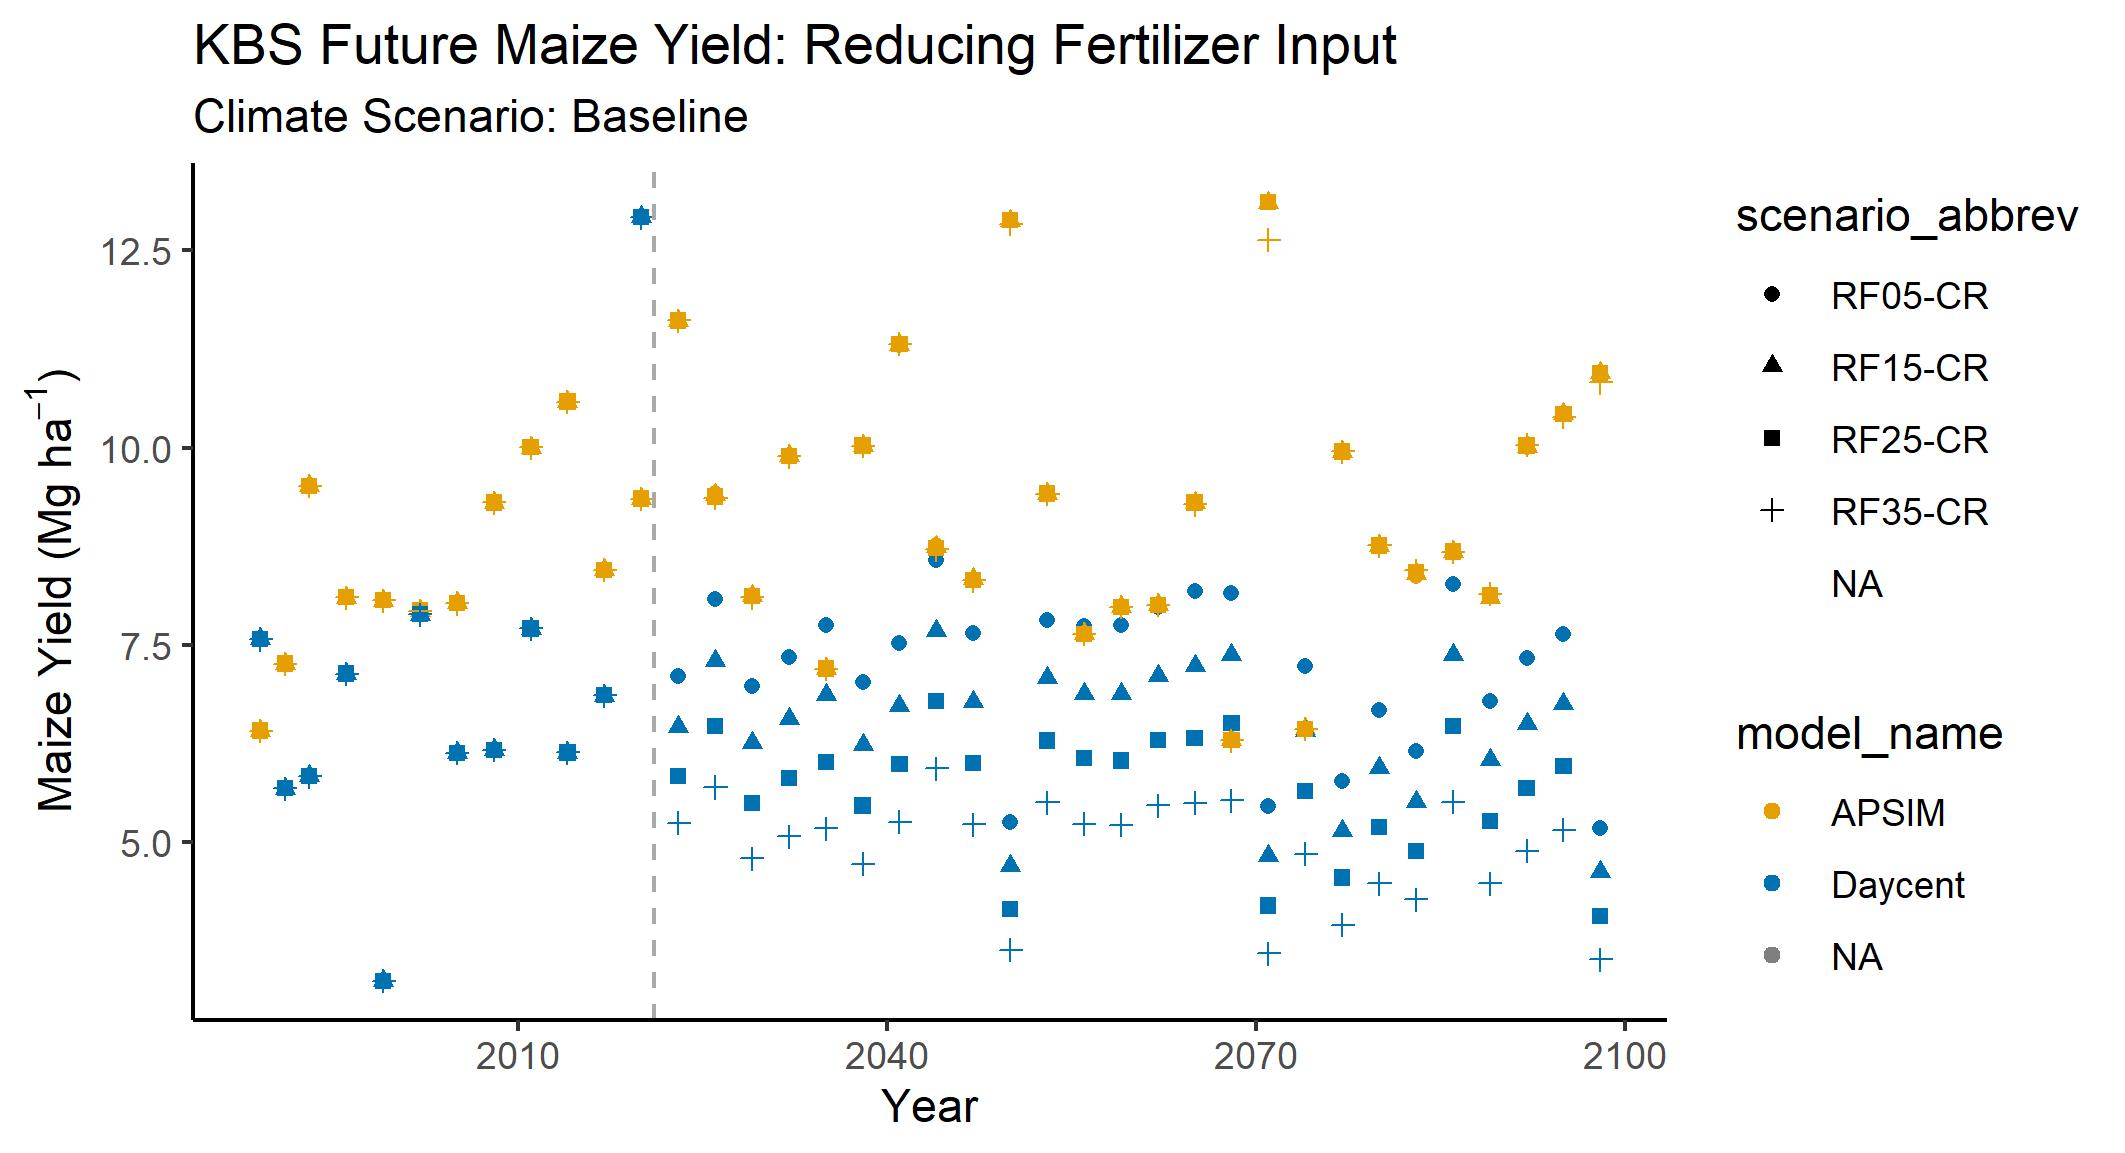 KBS Future Maize Yield: Reducing Fertilizer Input
Climate Scenario: Baseline
Maize Yield (Mg ha⁻¹)
12.5
10.0
7.5
5.0
2010
2040
2070
2100
Year
scenario_abbrev
RF05-CR
RF15-CR
RF25-CR
RF35-CR
NA
model_name
APSIM
Daycent
NA